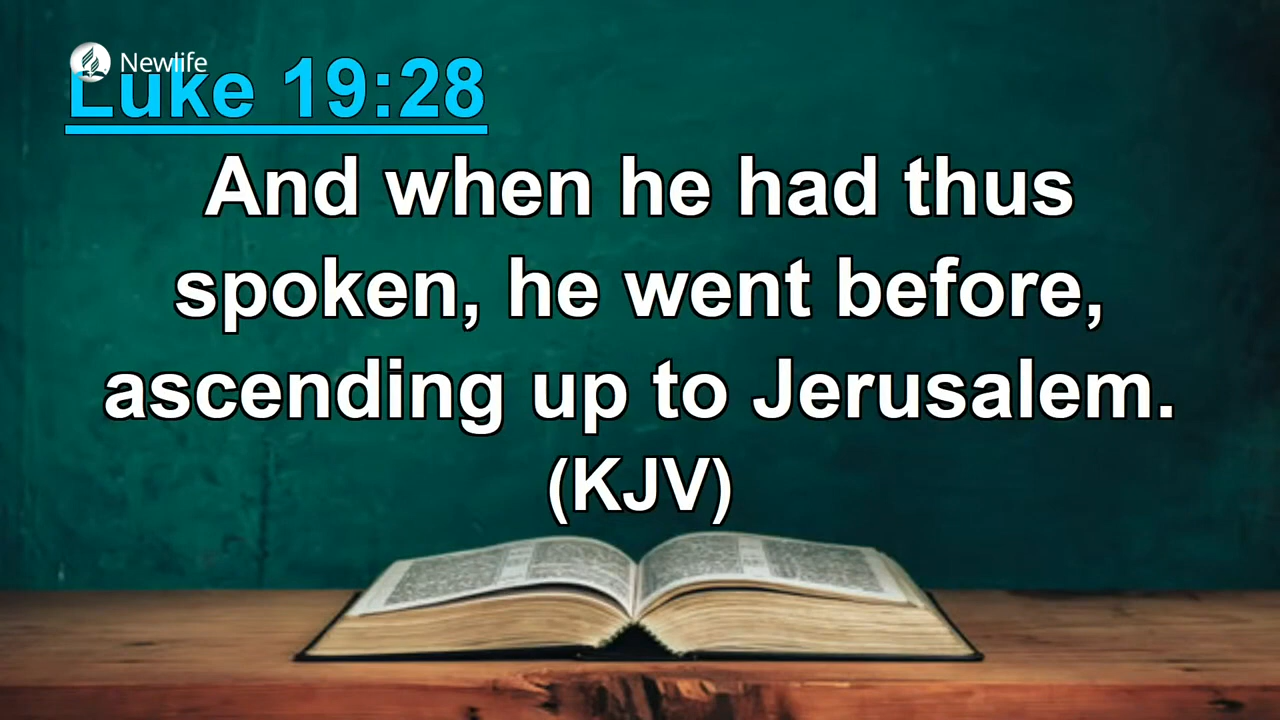 Newlife
Luke 19:28
And when he had thus
spoken, he went before,
ascending up to Jerusalem.
(KJV)